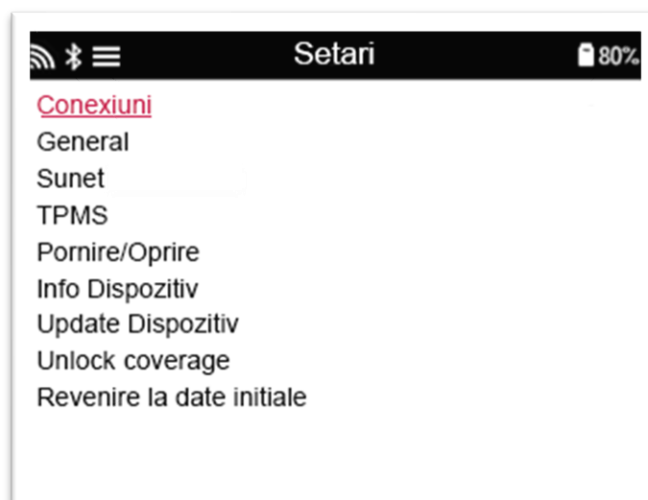 Setari
80%
Conexiuni
General
Sunet
TPMS
Pornire/Oprire
Info Dispozitiv
Update Dispozitiv
Unlock coverage
Revenire la date initiale